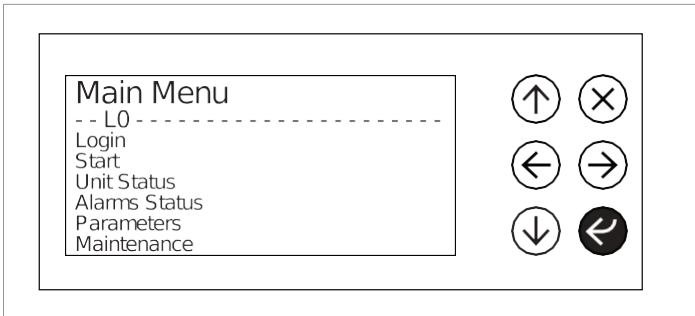 Main Menu
--L0----------------------
Login
Start
Unit Status
Alarms Status
Parameters
Maintenance